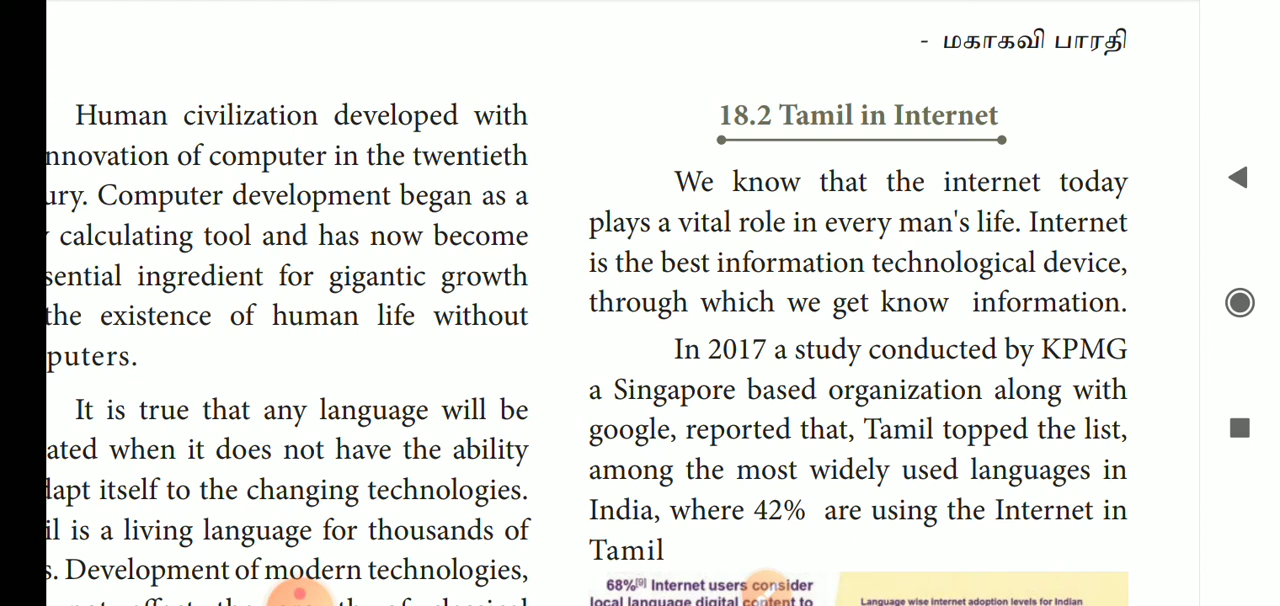 - மகாகவி பாரதி
Human civilization developed with
nnovation of computer in the twentieth
ury. Computer development began as a
calculating tool and has now become
sential ingredient for gigantic growth
the existence of human life without
puters.
It is true that any language will be
ated when it does not have the ability
dapt itself to the changing technologies.
il is a living language for thousands of
s. Development of modern technologies,
18.2 Tamil in Internet
We know that the internet today
plays a vital role in every man's life. Internet
is the best information technological device,
through which we get know information.
In 2017 a study conducted by KPMG
a Singapore based organization along with
google, reported that, Tamil topped the list,
among the most widely used languages in
India, where 42% are using the Internet in
Tamil
68%[9] Internet users consider
local language digital content to
Language wise internet adoption levels for Indian